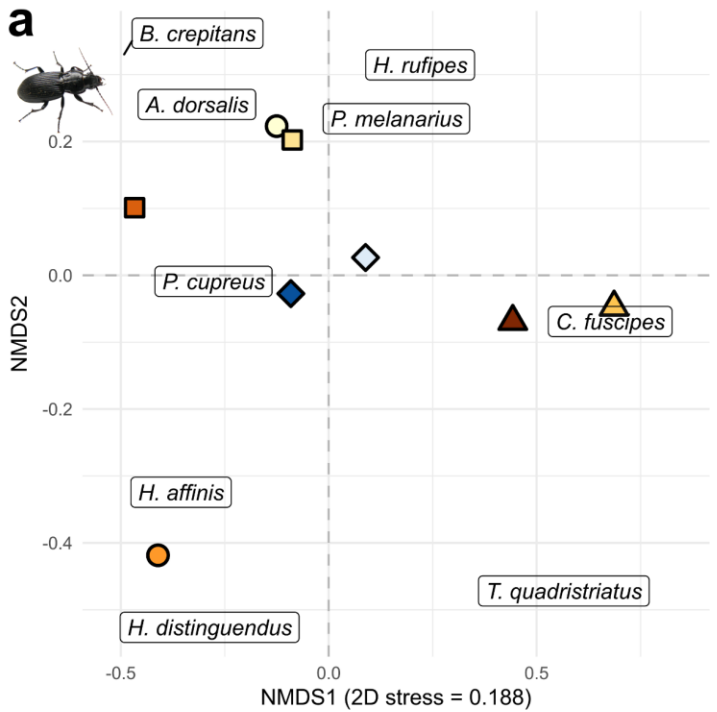 a
B. crepitans
H. rufipes
A. dorsalis
P. melanarius
0.2
P. cupreus
0.0
C. fuscipes
NMDS2
-0.2
H. affinis
-0.4
T. quadristriatus
H. distinguendus
-0.5
0.0
0.5
NMDS1 (2D stress = 0.188)